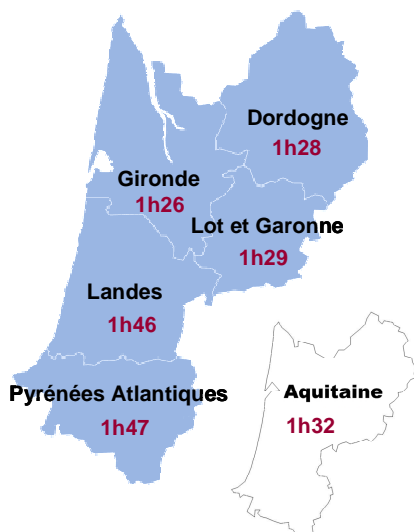 Dordogne
1h28
Gironde
1h26
Lot et Garonne
1h29
Landes
1h46
Pyrénées Atlantiques
1h47
Aquitaine
1h32